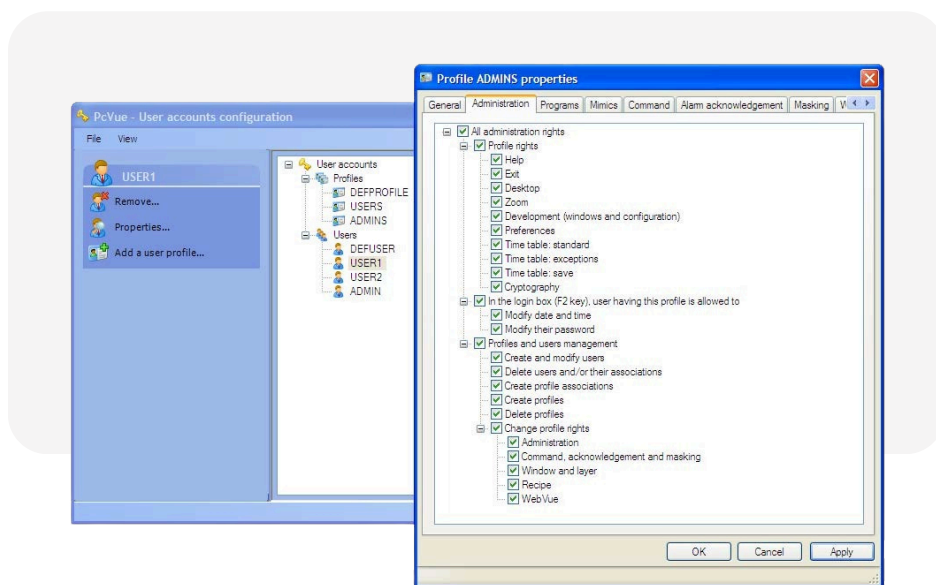 PcVue - User accounts configuration
File View
USER1
Remove...
Properties...
Add a user profile...
User accounts
Profiles
DEFPROFILE
USERS
ADMINS
Users
DEFUSER
USER1
USER2
ADMIN
Profile ADMINS properties
General Administration Programs Mimics Command Alarm acknowledgement Masking
All administration rights
Profile rights
Help
Exit
Desktop
Zoom
Development (windows and configuration)
Preferences
Time table: standard
Time table: exceptions
Time table: save
Cryptography
In the login box (F2 key), user having this profile is allowed to
Modify date and time
Modify their password
Profiles and users management
Create and modify users
Delete users and/or their associations
Create profile associations
Create profiles
Delete profiles
Change profile rights
Administration
Command, acknowledgement and masking
Window and layer
Recipe
WebVue
OK Cancel Apply